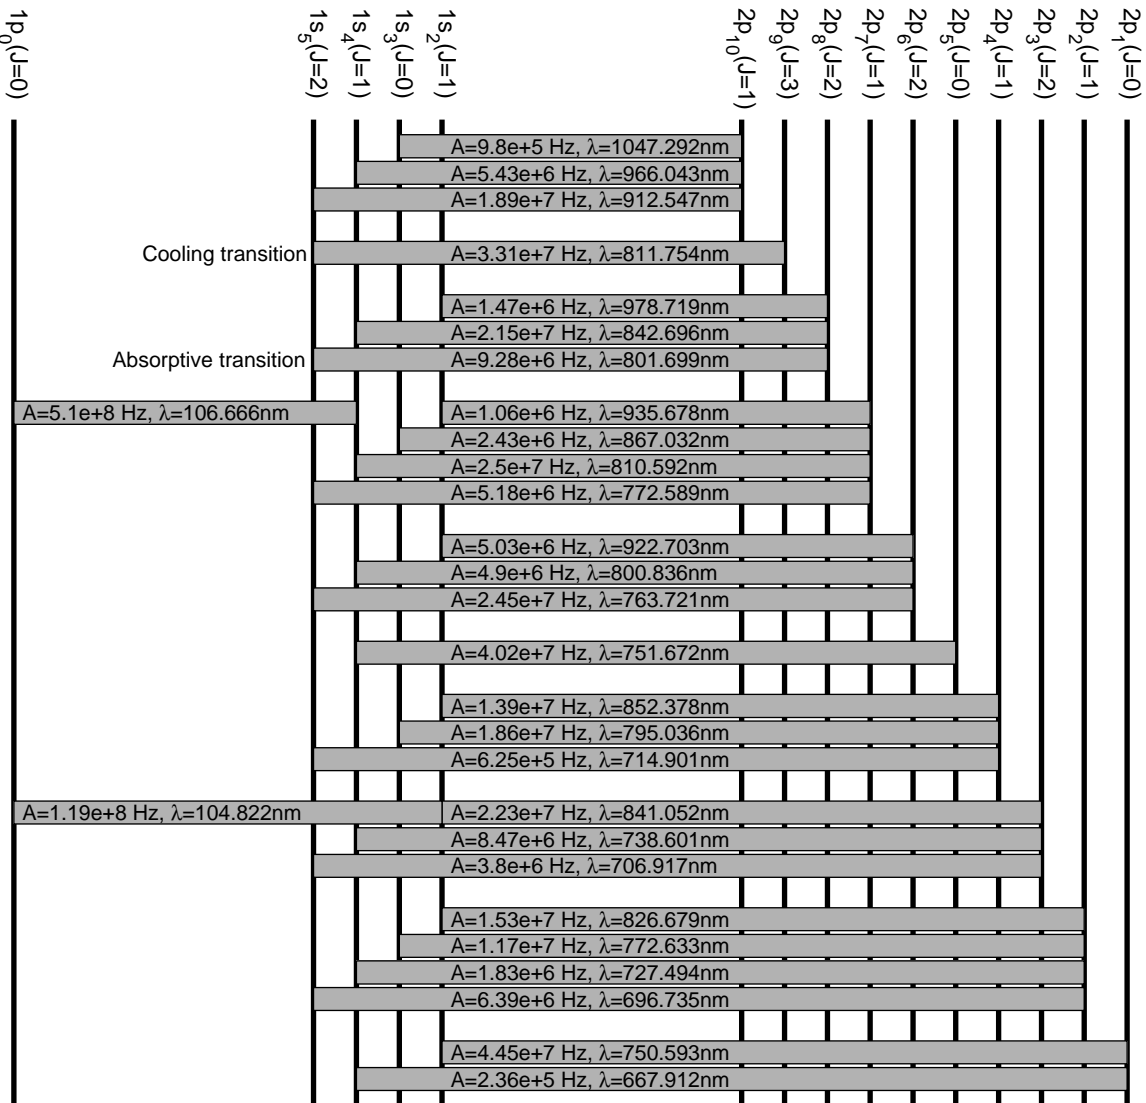 1p0(J=0)
1s5(J=2)
1s4(J=1)
1s3(J=0)
1s2(J=1)
2p10(J=1)
2p9(J=3)
2p8(J=2)
2p7(J=1)
2p6(J=2)
2p5(J=0)
2p4(J=1)
2p3(J=2)
2p2(J=1)
2p1(J=0)
A=9.8e+5 Hz, λ=1047.292nm
A=5.43e+6 Hz, λ=966.043nm
A=1.89e+7 Hz, λ=912.547nm
Cooling transition
A=3.31e+7 Hz, λ=811.754nm
A=1.47e+6 Hz, λ=978.719nm
A=2.15e+7 Hz, λ=842.696nm
Absorptive transition
A=9.28e+6 Hz, λ=801.699nm
A=5.1e+8 Hz, λ=106.666nm
A=1.06e+6 Hz, λ=935.678nm
A=2.43e+6 Hz, λ=867.032nm
A=2.5e+7 Hz, λ=810.592nm
A=5.18e+6 Hz, λ=772.589nm
A=5.03e+6 Hz, λ=922.703nm
A=4.9e+6 Hz, λ=800.836nm
A=2.45e+7 Hz, λ=763.721nm
A=4.02e+7 Hz, λ=751.672nm
A=1.39e+7 Hz, λ=852.378nm
A=1.86e+7 Hz, λ=795.036nm
A=6.25e+5 Hz, λ=714.901nm
A=1.19e+8 Hz, λ=104.822nm
A=2.23e+7 Hz, λ=841.052nm
A=8.47e+6 Hz, λ=738.601nm
A=3.8e+6 Hz, λ=706.917nm
A=1.53e+7 Hz, λ=826.679nm
A=1.17e+7 Hz, λ=772.633nm
A=1.83e+6 Hz, λ=727.494nm
A=6.39e+6 Hz, λ=696.735nm
A=4.45e+7 Hz, λ=750.593nm
A=2.36e+5 Hz, λ=667.912nm